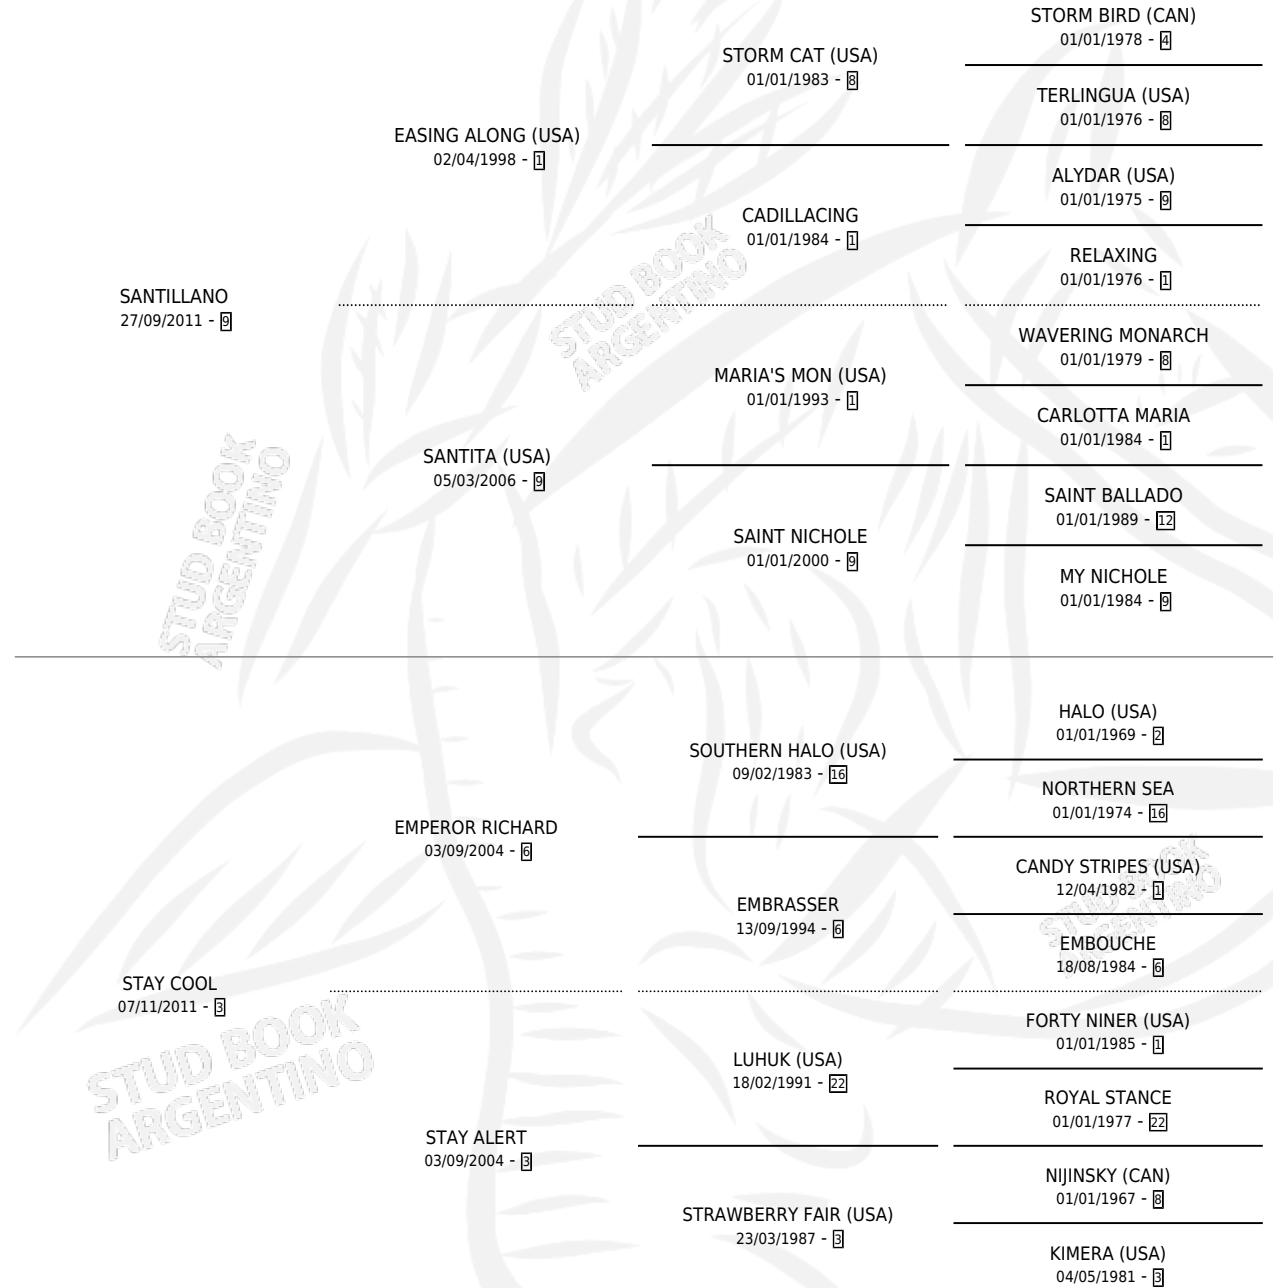 STORM BIRD (CAN)
01/01/1978 - 4
STORM CAT (USA)
01/01/1983 - 8
TERLINGUA (USA)
01/01/1976 - 8
EASING ALONG (USA)
02/04/1998 - 1
ALYDAR (USA)
01/01/1975 - 9
CADILLACING
01/01/1984 - 1
RELAXING
01/01/1976 - 1
SANTILLANO
27/09/2011 - 9
STUD BOOK
ARGENTINO
WAVERING MONARCH
01/01/1979 - 8
MARIA'S MON (USA)
01/01/1993 - 1
CARLOTTA MARIA
01/01/1984 - 1
SANTITA (USA)
05/03/2006 - 9
SAINT BALLADO
01/01/1989 - 12
SAINT NICHOLE
01/01/2000 - 9
MY NICHOLE
01/01/1984 - 9
STUD BOOK
ARGENTINO
HALO (USA)
01/01/1969 - 2
SOUTHERN HALO (USA)
09/02/1983 - 16
NORTHERN SEA
01/01/1974 - 16
EMPEROR RICHARD
03/09/2004 - 6
CANDY STRIPES (USA)
12/04/1982 - 1
EMBRASSER
13/09/1994 - 6
EMBOUCHE
18/08/1984 - 6
STUD BOOK
ARGENTINO
STAY COOL
07/11/2011 - 3
FORTY NINER (USA)
01/01/1985 - 1
LUHUK (USA)
18/02/1991 - 22
ROYAL STANCE
01/01/1977 - 22
STUD BOOK
ARGENTINO
STAY ALERT
03/09/2004 - 3
NIJINSKY (CAN)
01/01/1967 - 8
STRAWBERRY FAIR (USA)
23/03/1987 - 3
KIMERA (USA)
04/05/1981 - 3